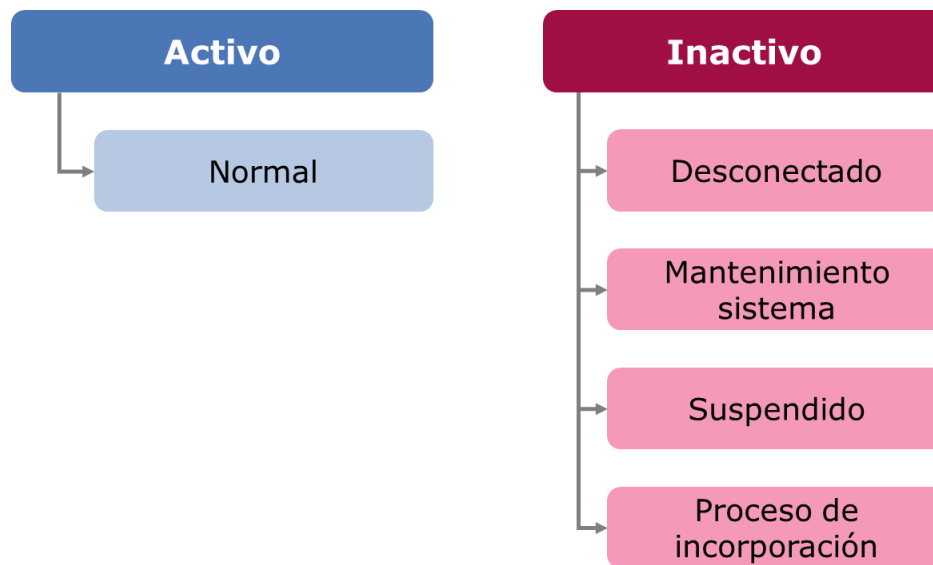 Activo
Normal
Inactivo
Desconectado
Mantenimiento
sistema
Suspendido
Proceso de
incorporación